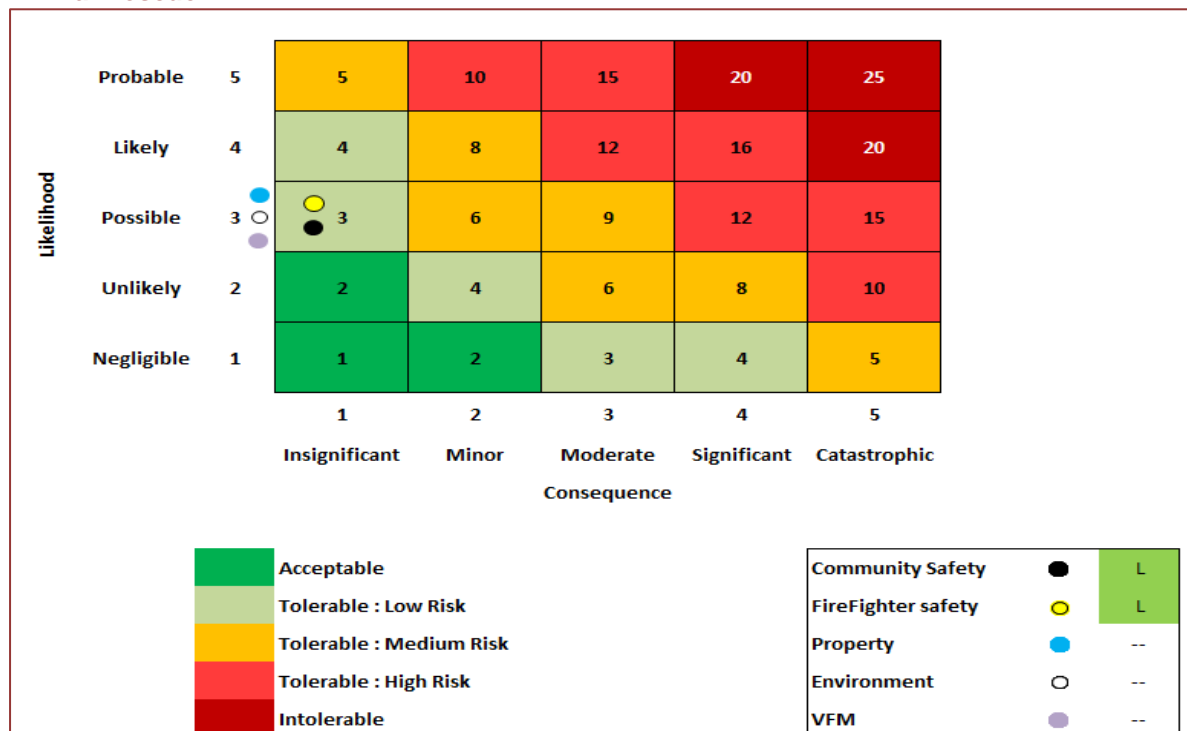 Probable 5 5 10 15 20 25
Likely 4 4 8 12 16 20
Likelihood
Possible 3 3 6 9 12 15
Unlikely 2 2 4 6 8 10
Negligible 1 1 2 3 4 5
1 2 3 4 5
Insignificant Minor Moderate Significant Catastrophic
Consequence
Acceptable
Tolerable : Low Risk
Tolerable : Medium Risk
Tolerable : High Risk
Intolerable
Community Safety L
FireFighter safety L
Property --
Environment --
VFM --